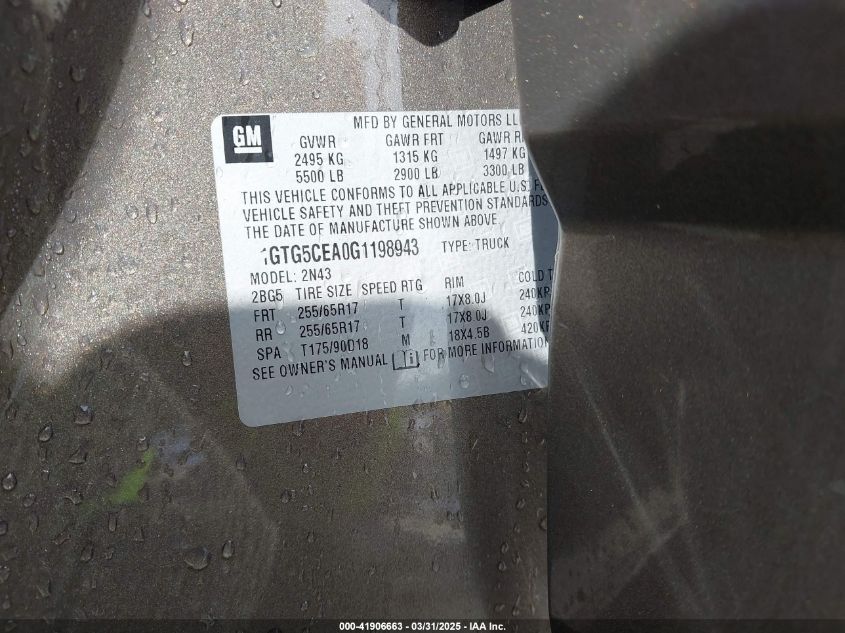 GM
MFD BY GENERAL MOTORS LL
GVWR GAWR FRT GAWR R
2495 KG 1315 KG 1497 KG
5500 LB 2900 LB 3300 LB
THIS VEHICLE CONFORMS TO ALL APPLICABLE U.S. F
VEHICLE SAFETY AND THEFT PREVENTION STANDARDS
THE DATE OF MANUFACTURE SHOWN ABOVE.
1GTG5CEA0G1198943 TYPE: TRUCK
MODEL: 2N43
2BG5 TIRE SIZE SPEED RTG RIM COLD T
FRT 255/65R17 T 17X8.0J 240KP
RR 255/65R17 T 17X8.0J 240KP
SPA T175/90D18 M 18X4.5B 420KP
SEE OWNER'S MANUAL i FOR MORE INFORMATION
000-41906663 - 03/31/2025 - IAA Inc.